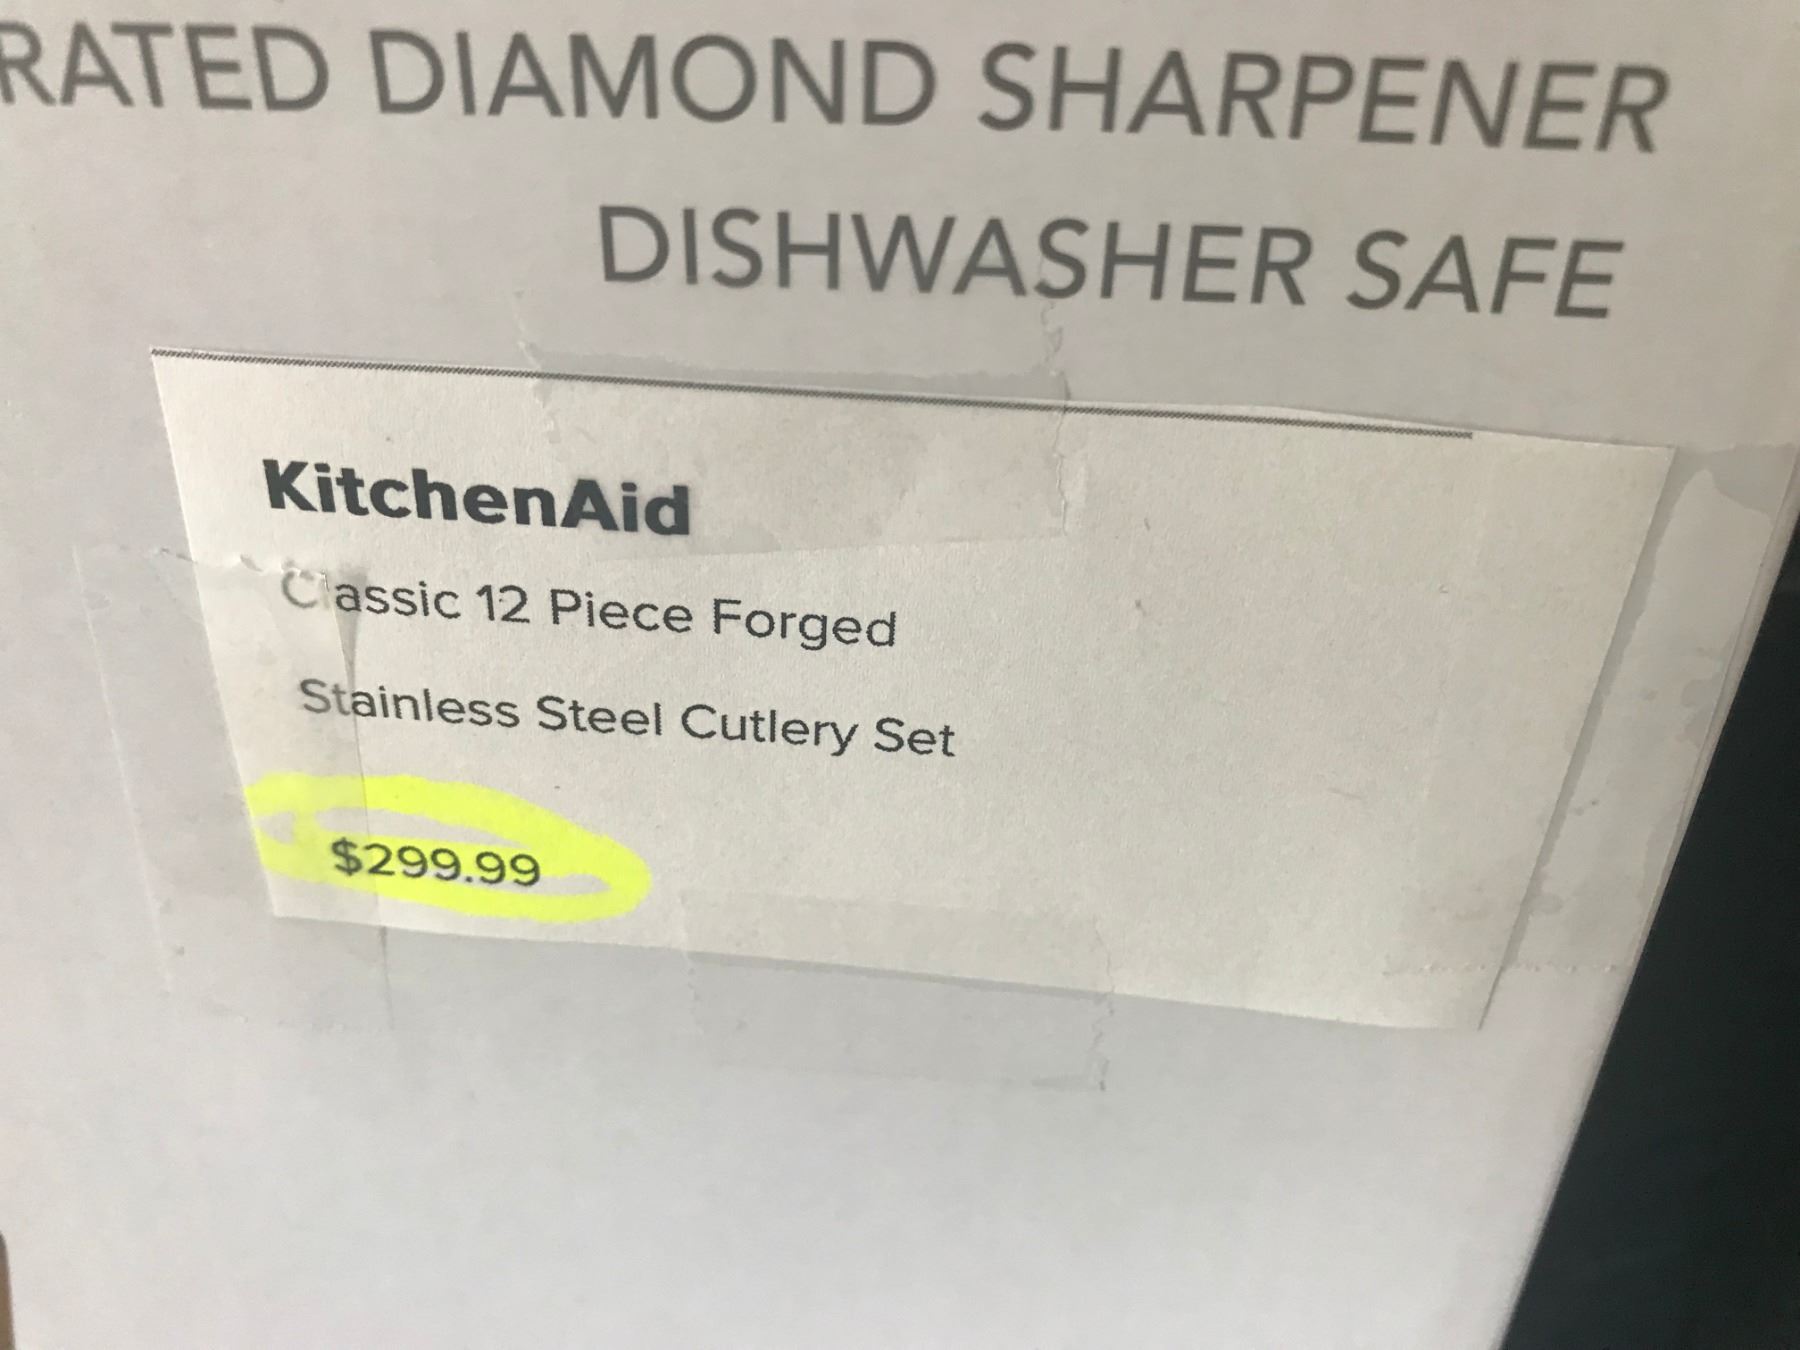 RATED DIAMOND SHARPENER
DISHWASHER SAFE
KitchenAid
Classic 12 Piece Forged
Stainless Steel Cutlery Set
$299.99